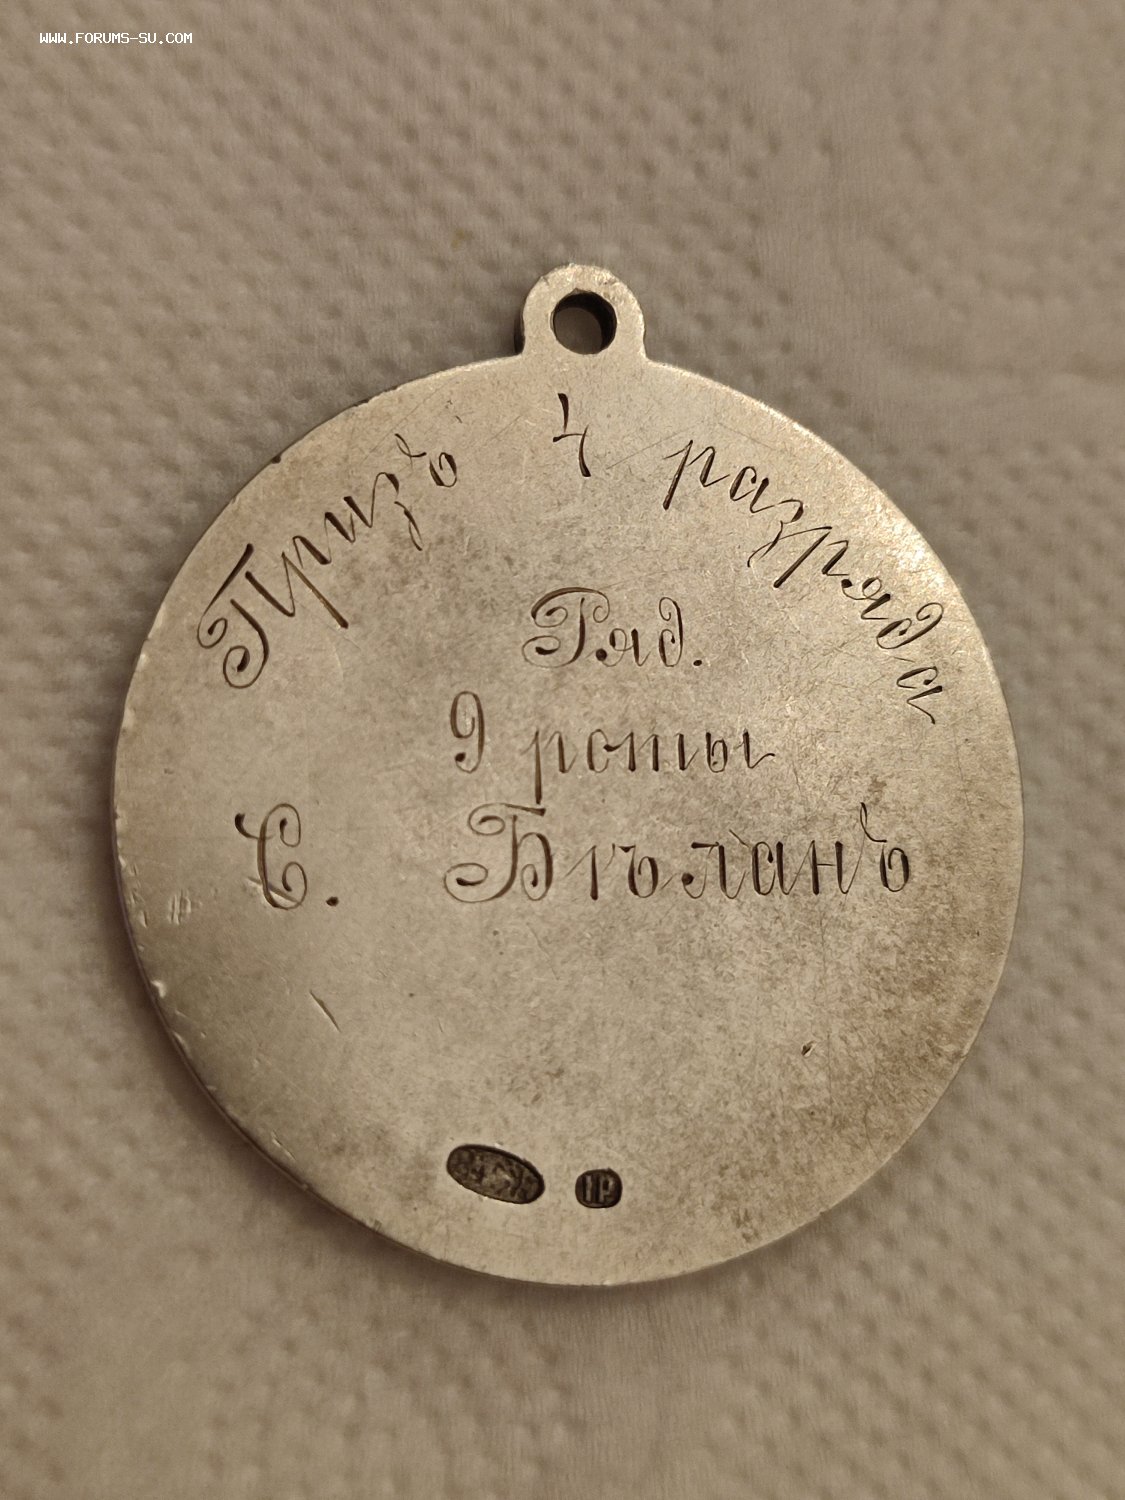 WWW.FORUMS-SU.COM
Призъ 4 разряда
Ряд.
9 роты
С. Бѣланъ